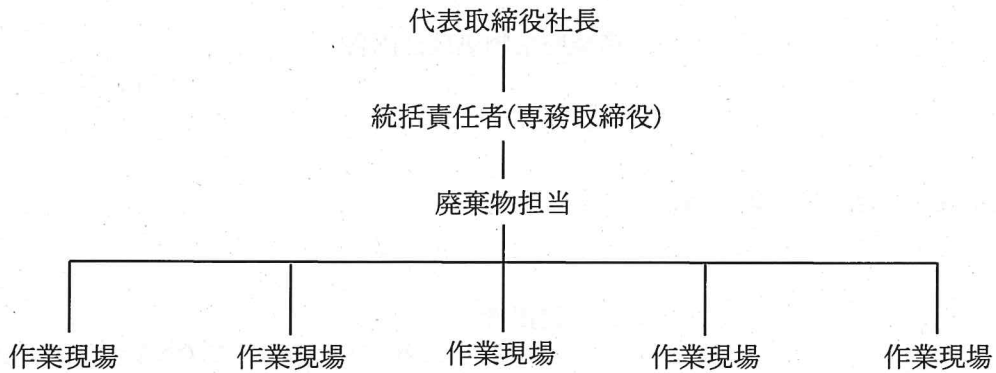 代表取締役社長
統括責任者(専務取締役)
廃棄物担当
作業現場 作業現場 作業現場 作業現場 作業現場